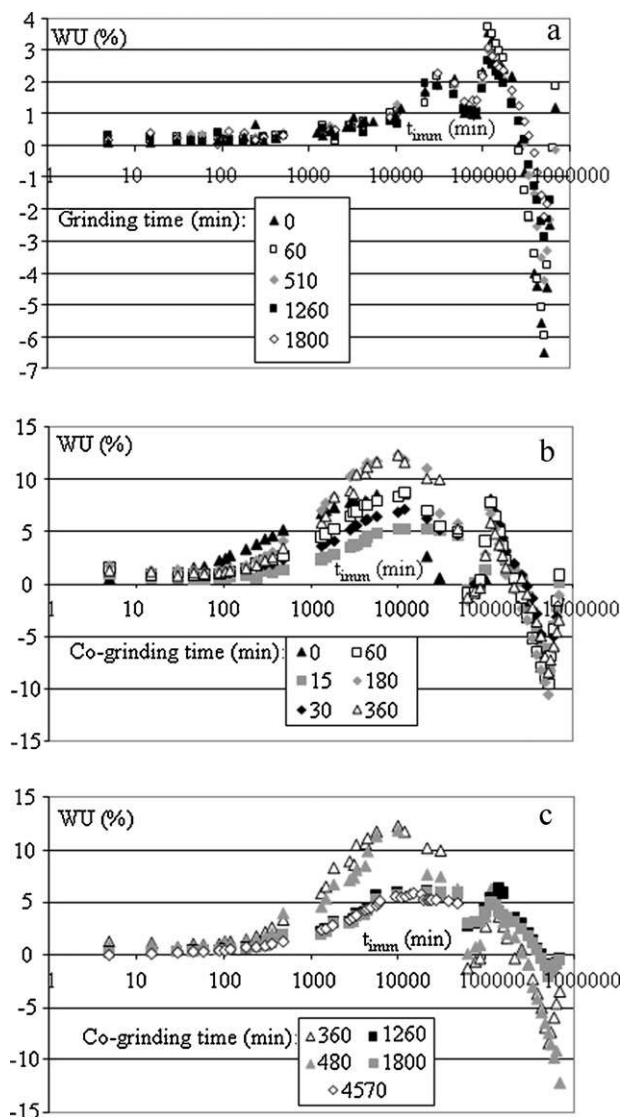 4
WU (%)
a
3
2
1
t_imm (min)
0
1 10 100 1000 10000 100000 1000000
-1
Grinding time (min):
0
-2
60
-3
510
-4
1260
-5
1800
-6
-7
15
WU (%)
b
10
5
t_imm (min)
0
1 10 100 1000 10000 100000 1000000
-5
Co-grinding time (min):
0 60
-10
15 180
30 360
-15
15
WU (%)
c
10
5
t_imm (min)
0
1 10 100 1000 10000 100000 1000000
-5
Co-grinding time (min):
360 1260
-10
480 1800
4570
-15